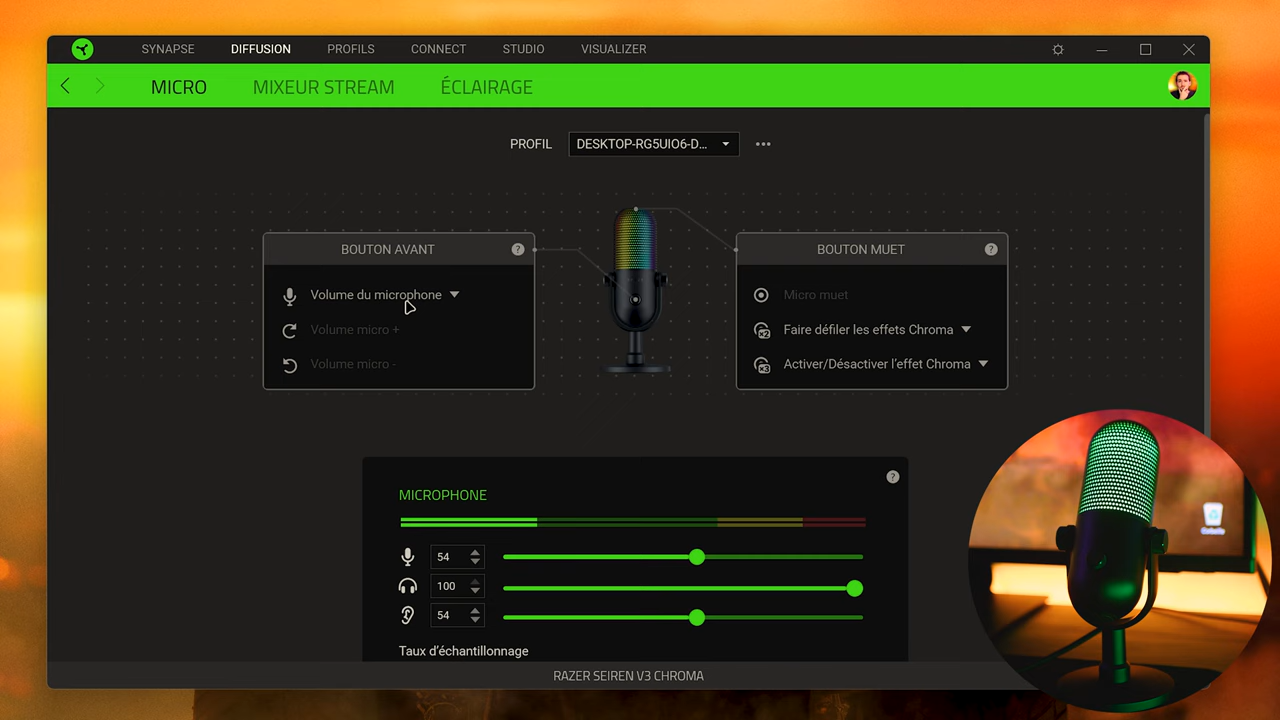 SYNAPSE DIFFUSION PROFILS CONNECT STUDIO VISUALIZER
MICRO MIXEUR STREAM ÉCLAIRAGE
PROFIL DESKTOP-RG5UIO6-D...
BOUTON AVANT
Volume du microphone
Volume micro +
Volume micro -
BOUTON MUET
Micro muet
x2 Faire défiler les effets Chroma
x3 Activer/Désactiver l'effet Chroma
MICROPHONE
54
100
54
Taux d'échantillonnage
RAZER SEIREN V3 CHROMA